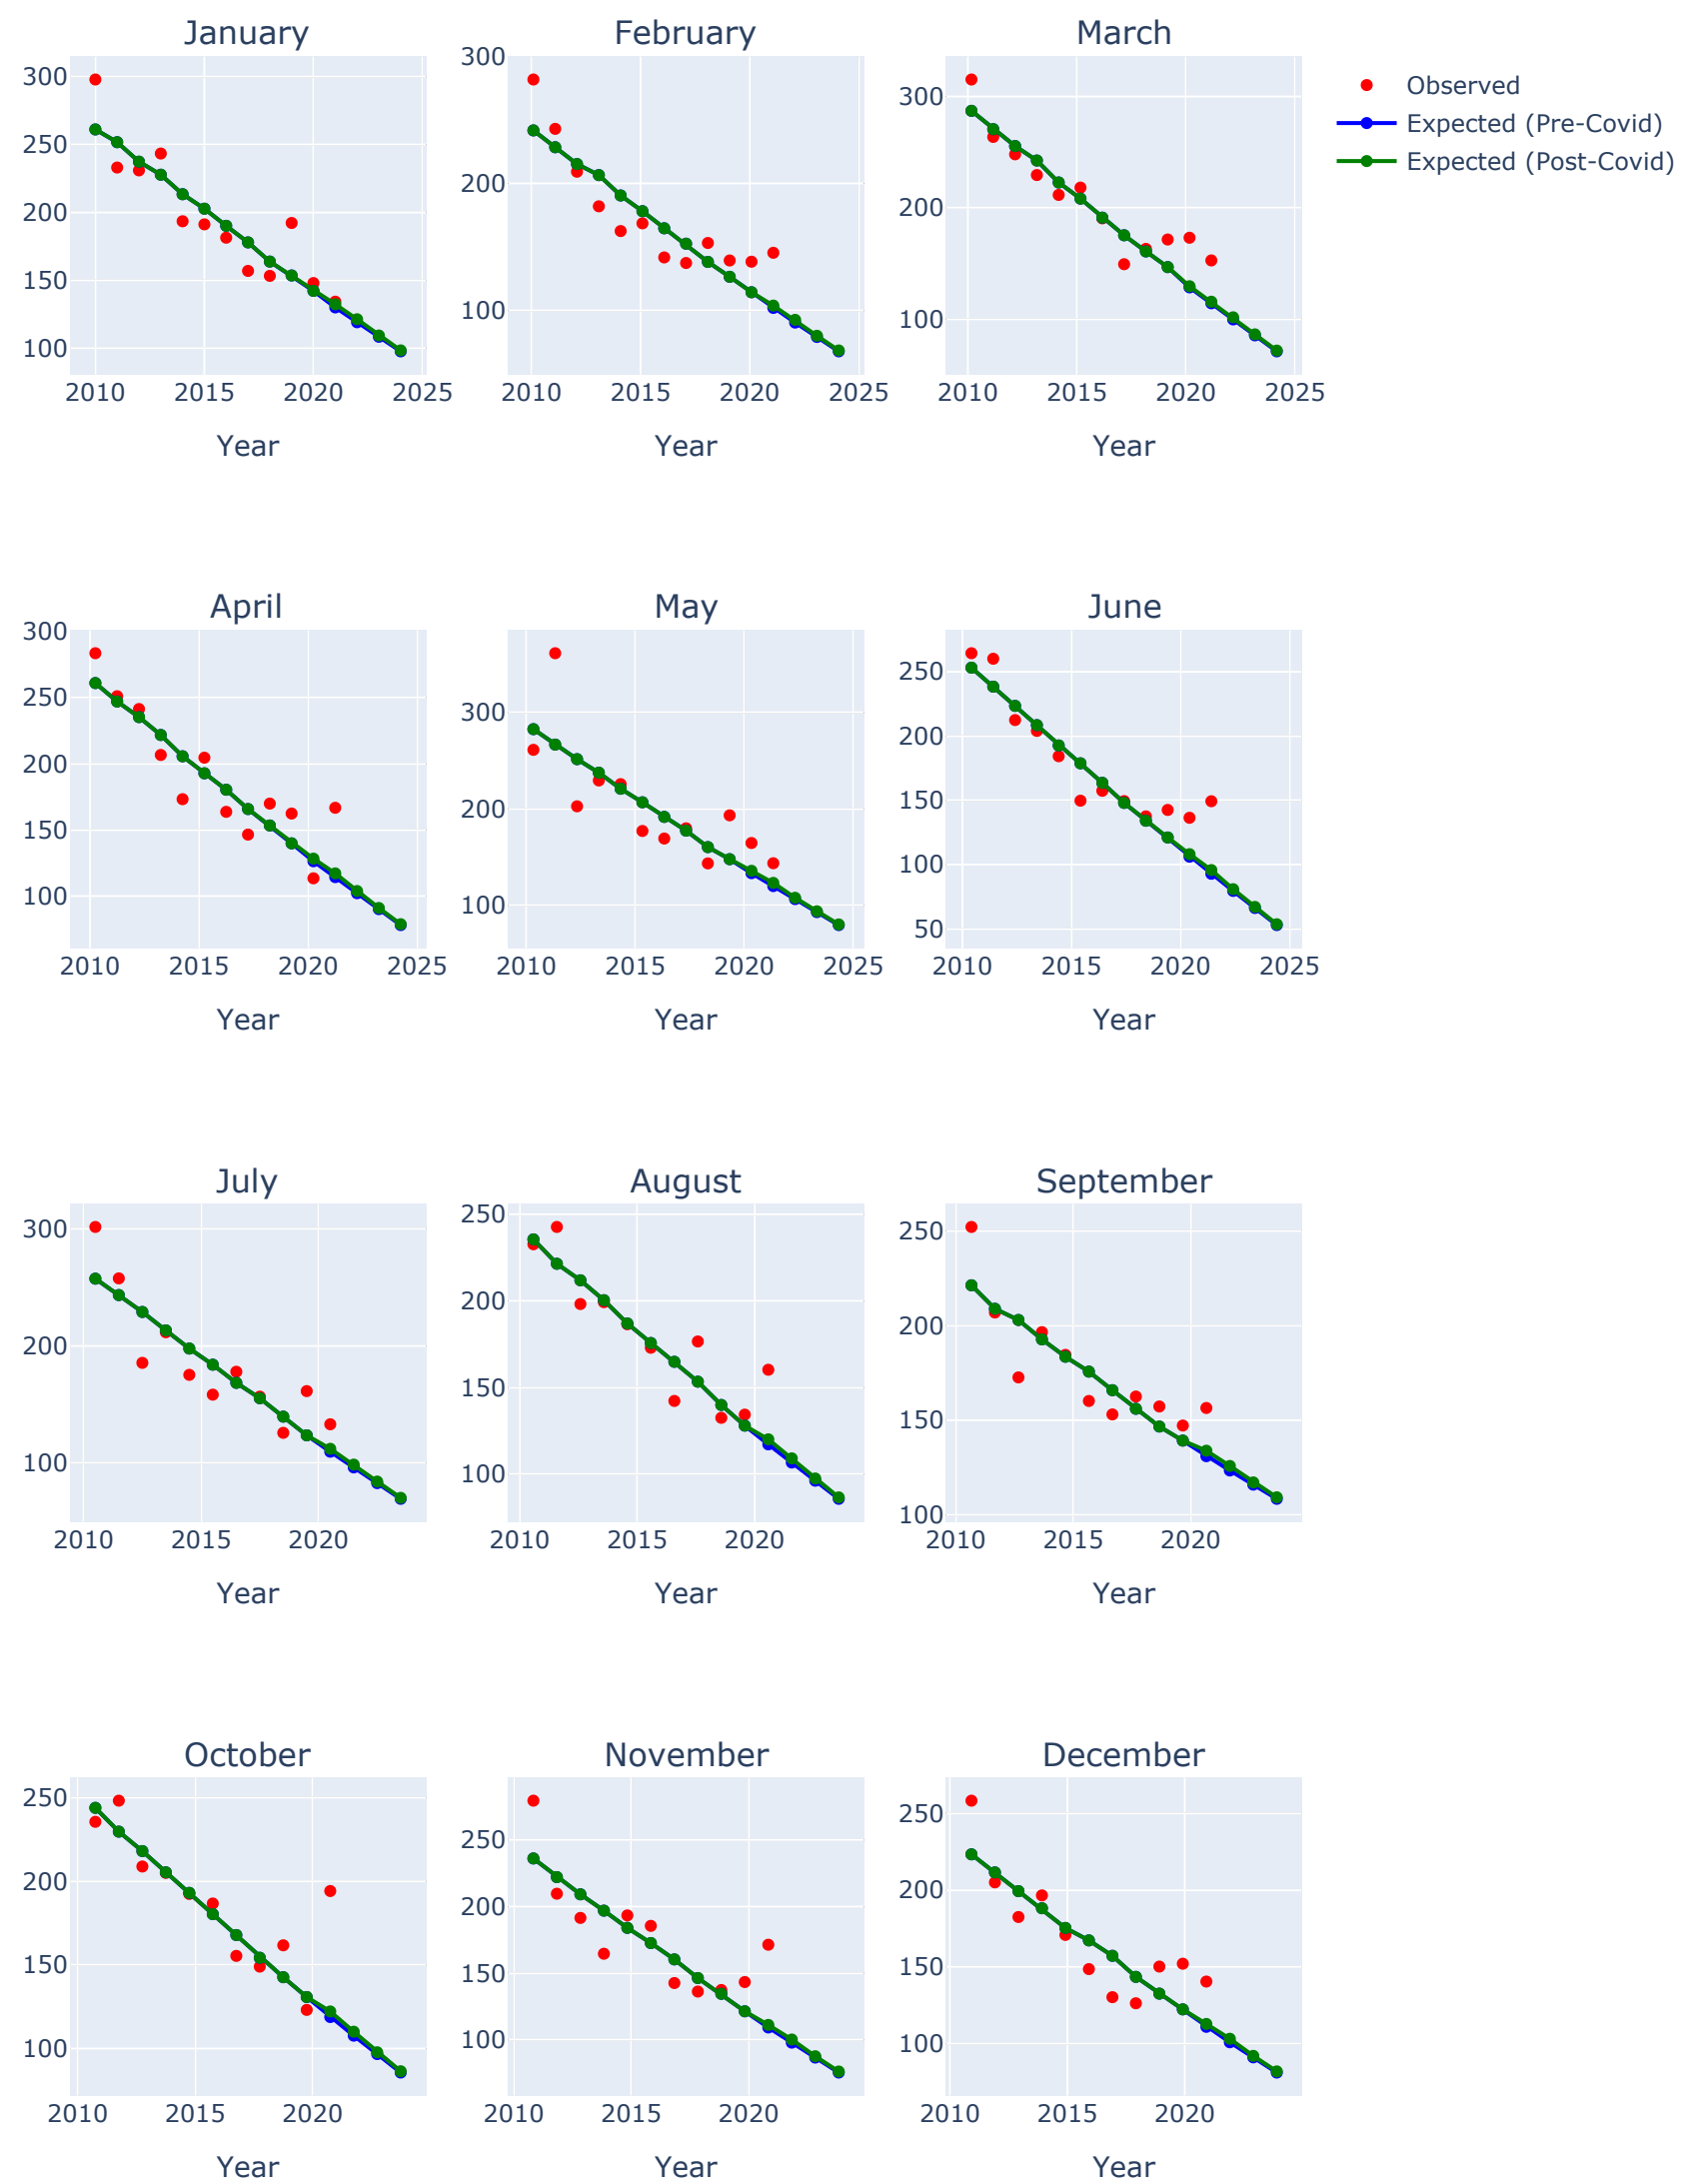 January February March
300
250
200
150
100
2010 2015 2020 2025
Year
300
200
100
2010 2015 2020 2025
Year
300
200
100
2010 2015 2020 2025
Year
Observed
Expected (Pre-Covid)
Expected (Post-Covid)
April May June
300
250
200
150
100
2010 2015 2020 2025
Year
300
200
100
2010 2015 2020 2025
Year
250
200
150
100
50
2010 2015 2020 2025
Year
July August September
300
200
100
2010 2015 2020
Year
250
200
150
100
2010 2015 2020
Year
250
200
150
100
2010 2015 2020
Year
October November December
250
200
150
100
2010 2015 2020
Year
250
200
150
100
2010 2015 2020
Year
250
200
150
100
2010 2015 2020
Year